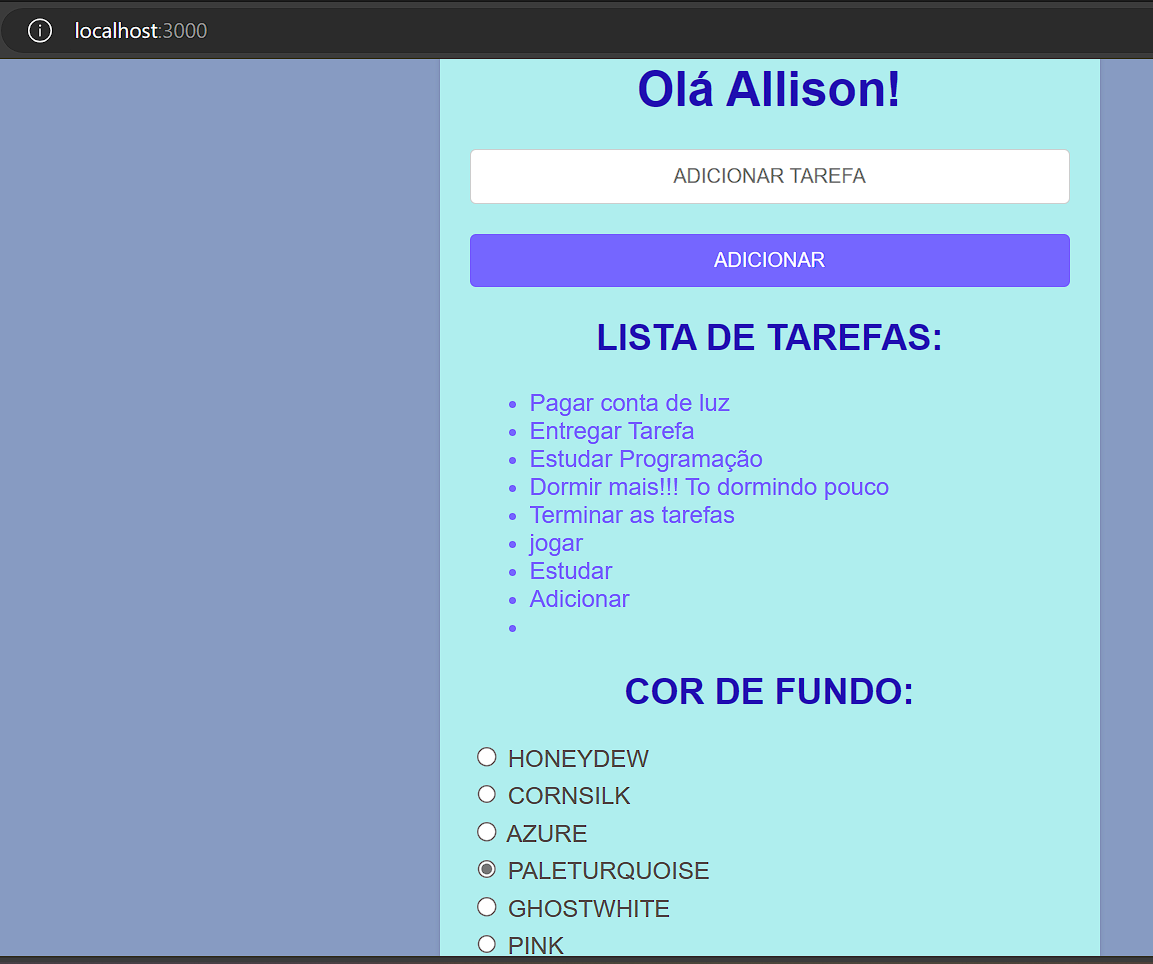 localhost:3000
Olá Allison!
ADICIONAR TAREFA
ADICIONAR
LISTA DE TAREFAS:
Pagar conta de luz
Entregar Tarefa
Estudar Programação
Dormir mais!!! To dormindo pouco
Terminar as tarefas
jogar
Estudar
Adicionar
COR DE FUNDO:
HONEYDEW
CORNSILK
AZURE
PALETURQUOISE
GHOSTWHITE
PINK